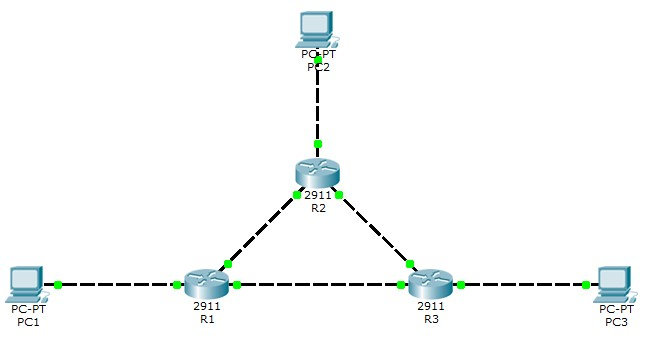 PC-PT
PC2
2911
R2
PC-PT
PC1
2911
R1
2911
R3
PC-PT
PC3